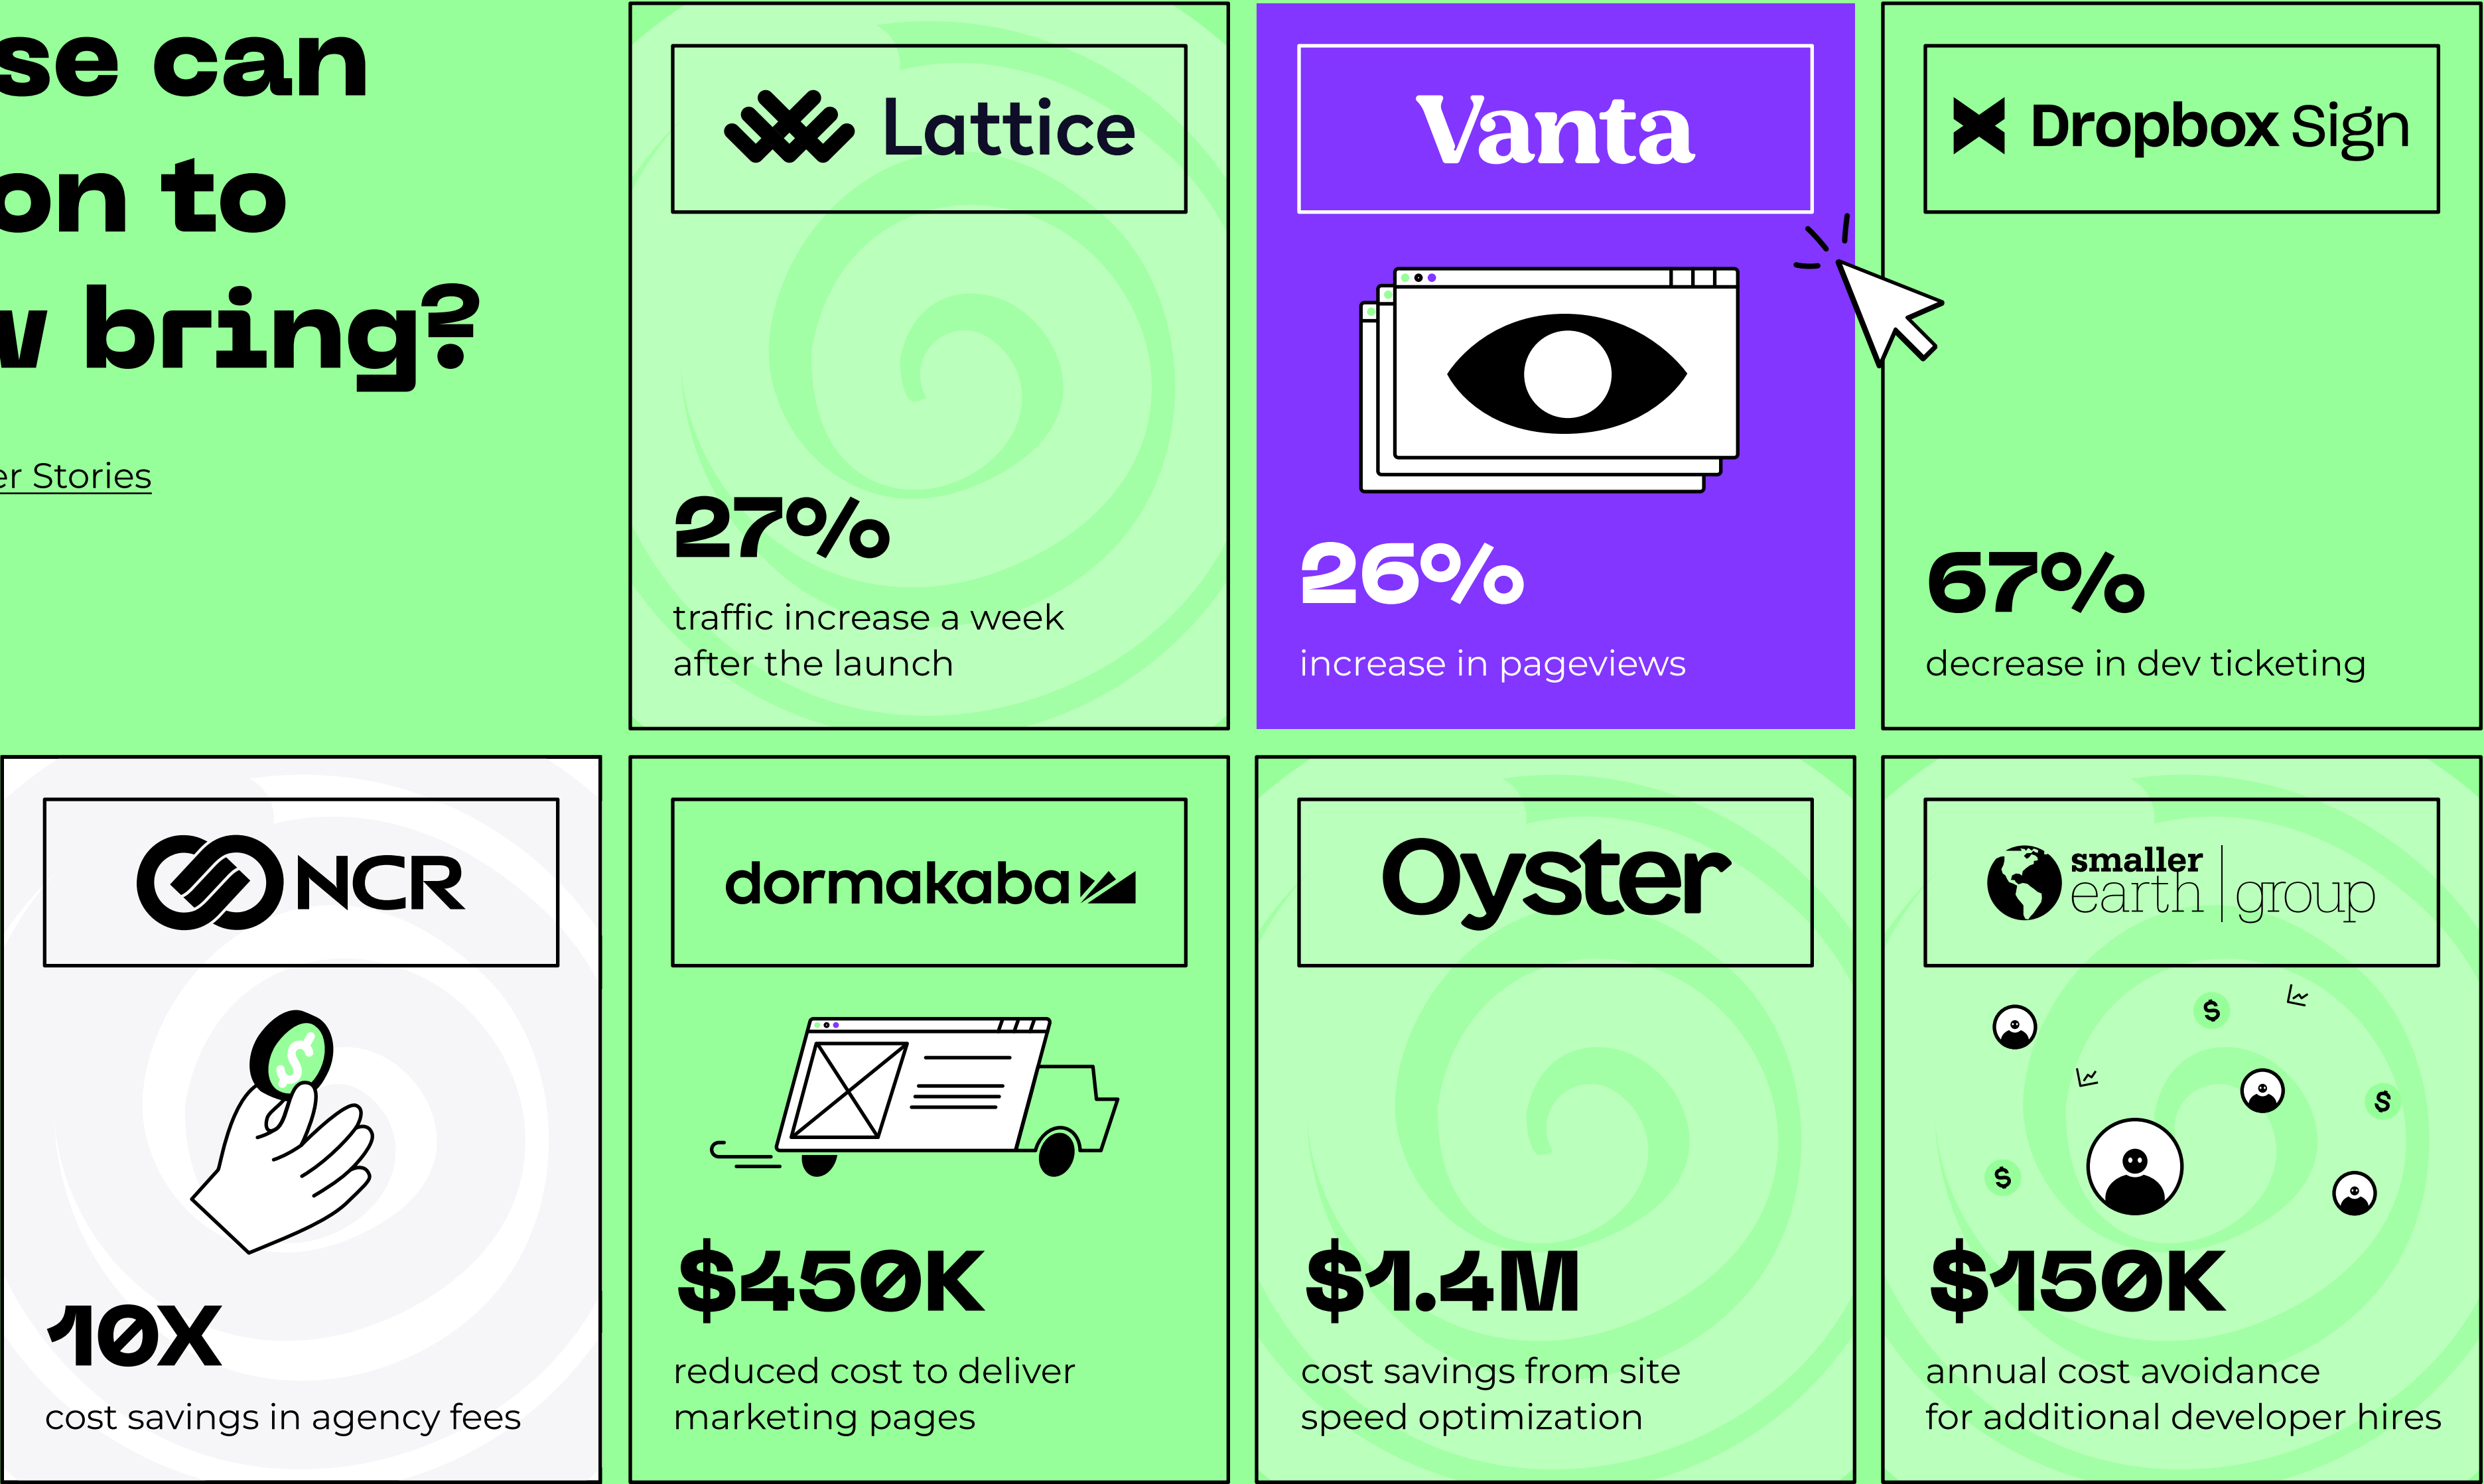 se can
on to
w bring?
er Stories
Lattice
27%
traffic increase a week
after the launch
Vanta
26%
increase in pageviews
Dropbox Sign
67%
decrease in dev ticketing
NCR
10X
cost savings in agency fees
dormakaba
$450K
reduced cost to deliver
marketing pages
Oyster
$1.4M
cost savings from site
speed optimization
smaller
earth | group
$150K
annual cost avoidance
for additional developer hires